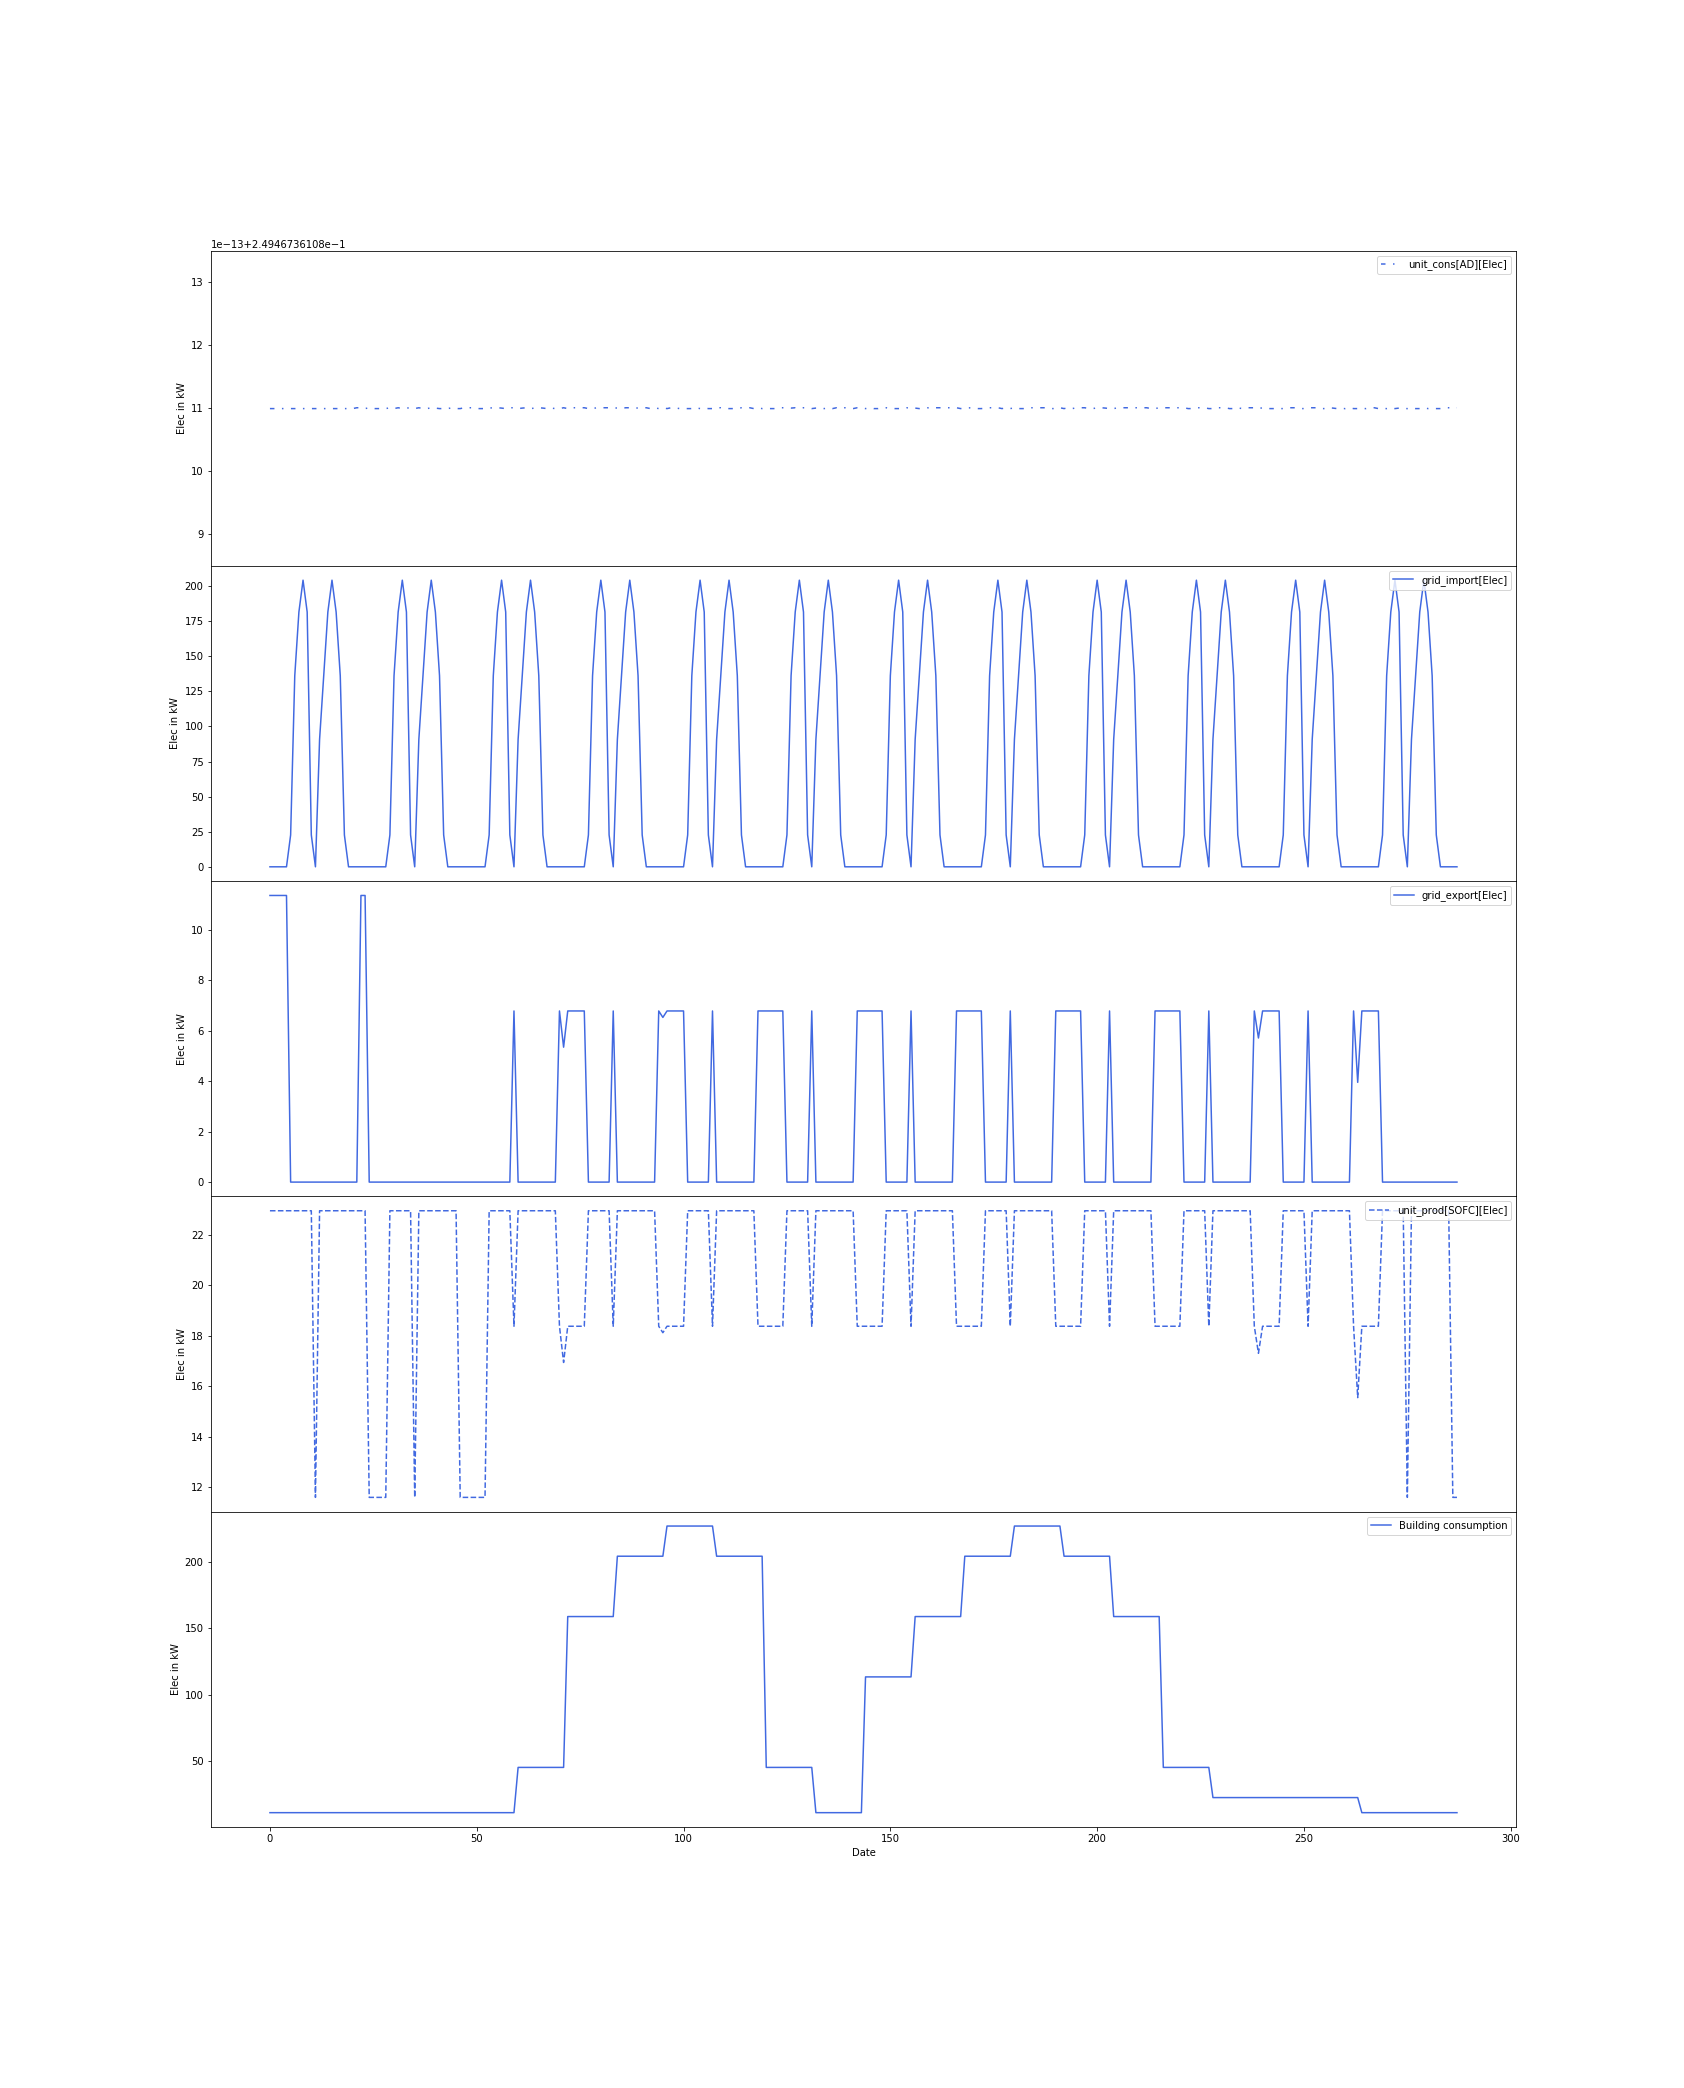 1e−13+2.4946736108e−1
unit_cons[AD][Elec]
13
12
11
10
9
Elec in kW
grid_import[Elec]
200
175
150
125
100
75
50
25
0
Elec in kW
grid_export[Elec]
10
8
6
4
2
0
Elec in kW
unit_prod[SOFC][Elec]
22
20
18
16
14
12
Elec in kW
Building consumption
200
150
100
50
Elec in kW
0 50 100 150 200 250 300
Date